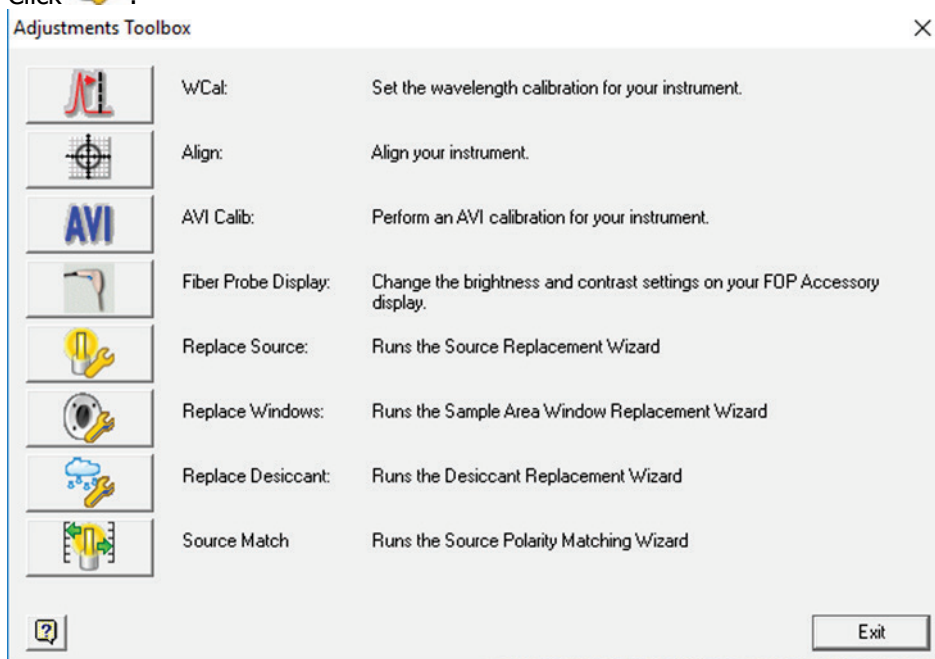 Click .
Adjustments Toolbox
WCal: Set the wavelength calibration for your instrument.
Align: Align your instrument.
AVI AVI Calib: Perform an AVI calibration for your instrument.
Fiber Probe Display: Change the brightness and contrast settings on your FOP Accessory
display.
Replace Source: Runs the Source Replacement Wizard
Replace Windows: Runs the Sample Area Window Replacement Wizard
Replace Desiccant: Runs the Desiccant Replacement Wizard
Source Match Runs the Source Polarity Matching Wizard
? Exit